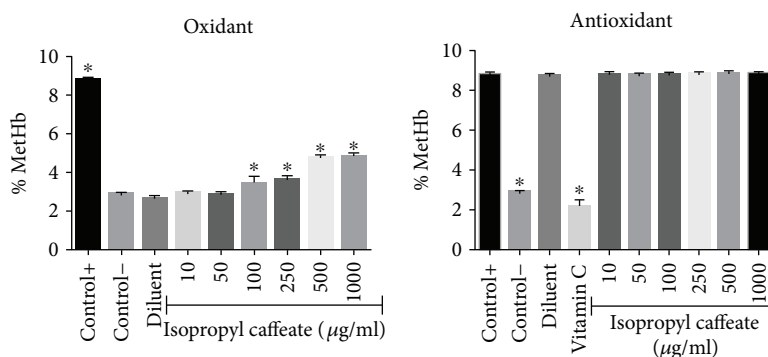 Oxidant
10
8
6
4
2
0
% MetHb
*
*
*
*
*
Control+
Control−
Diluent
10
50
100
250
500
1000
Isopropyl caffeate (µg/ml)
Antioxidant
10
8
6
4
2
0
% MetHb
*
*
Control+
Control−
Diluent
Vitamin C
10
50
100
250
500
1000
Isopropyl caffeate
(µg/ml)